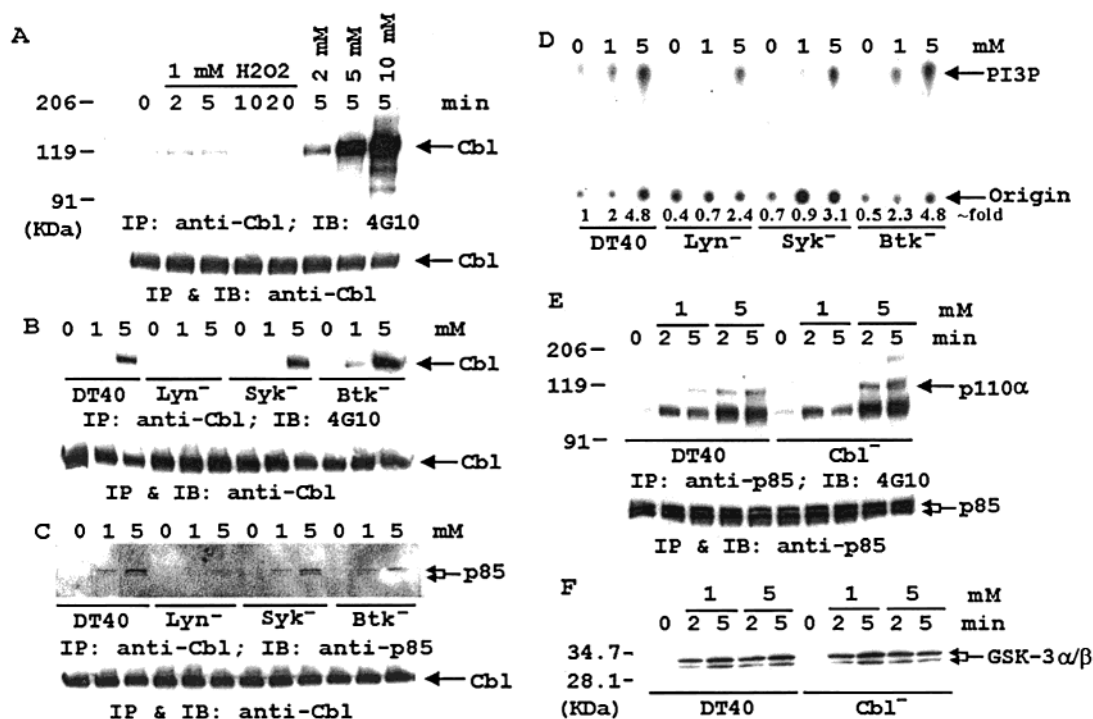 A
1 mM H2O2
2 mM
5 mM
10 mM
206
0 2 5 10 20 5 5 5 min
119
Cbl
91
(KDa)
IP: anti-Cbl; IB: 4G10
Cbl
IP & IB: anti-Cbl
B
0 1 5 0 1 5 0 1 5 0 1 5 mM
Cbl
DT40 Lyn⁻ Syk⁻ Btk⁻
IP: anti-Cbl; IB: 4G10
Cbl
IP & IB: anti-Cbl
C
0 1 5 0 1 5 0 1 5 0 1 5 mM
p85
DT40 Lyn⁻ Syk⁻ Btk⁻
IP: anti-Cbl; IB: anti-p85
Cbl
IP & IB: anti-Cbl
D
0 1 5 0 1 5 0 1 5 0 1 5 mM
PI3P
Origin
1 2 4.8 0.4 0.7 2.4 0.7 0.9 3.1 0.5 2.3 4.8 ~fold
DT40 Lyn⁻ Syk⁻ Btk⁻
E
1 5 1 5 mM
0 2 5 2 5 0 2 5 2 5 min
206
119
p110α
91
DT40 Cbl⁻
IP: anti-p85; IB: 4G10
p85
IP & IB: anti-p85
F
1 5 1 5 mM
0 2 5 2 5 0 2 5 2 5 min
34.7
GSK-3α/β
28.1
(KDa) DT40 Cbl⁻